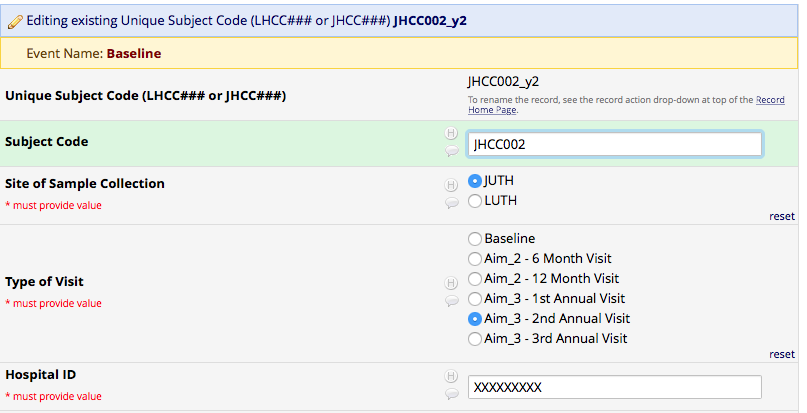 Editing existing Unique Subject Code (LHCC### or JHCC###) JHCC002_y2
Event Name: Baseline
Unique Subject Code (LHCC### or JHCC###)
JHCC002_y2
To rename the record, see the record action drop-down at top of the Record
Home Page.
Subject Code
H
JHCC002
Site of Sample Collection
* must provide value
H
JUTH
LUTH
reset
Type of Visit
* must provide value
H
Baseline
Aim_2 - 6 Month Visit
Aim_2 - 12 Month Visit
Aim_3 - 1st Annual Visit
Aim_3 - 2nd Annual Visit
Aim_3 - 3rd Annual Visit
reset
Hospital ID
* must provide value
H
XXXXXXXXX